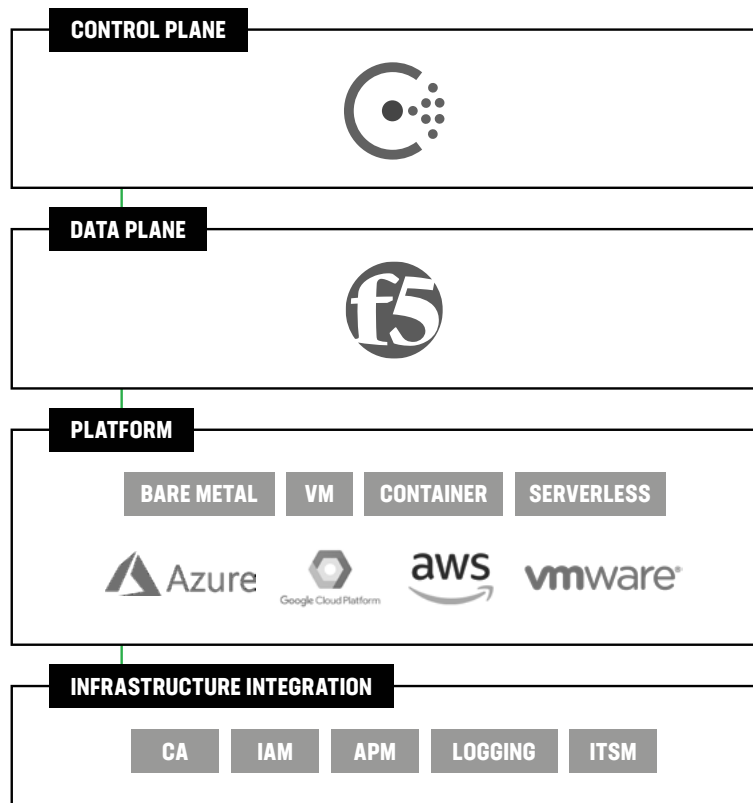 CONTROL PLANE
DATA PLANE
f5
PLATFORM
BARE METAL VM CONTAINER SERVERLESS
Azure Google Cloud Platform aws vmware®
INFRASTRUCTURE INTEGRATION
CA IAM APM LOGGING ITSM